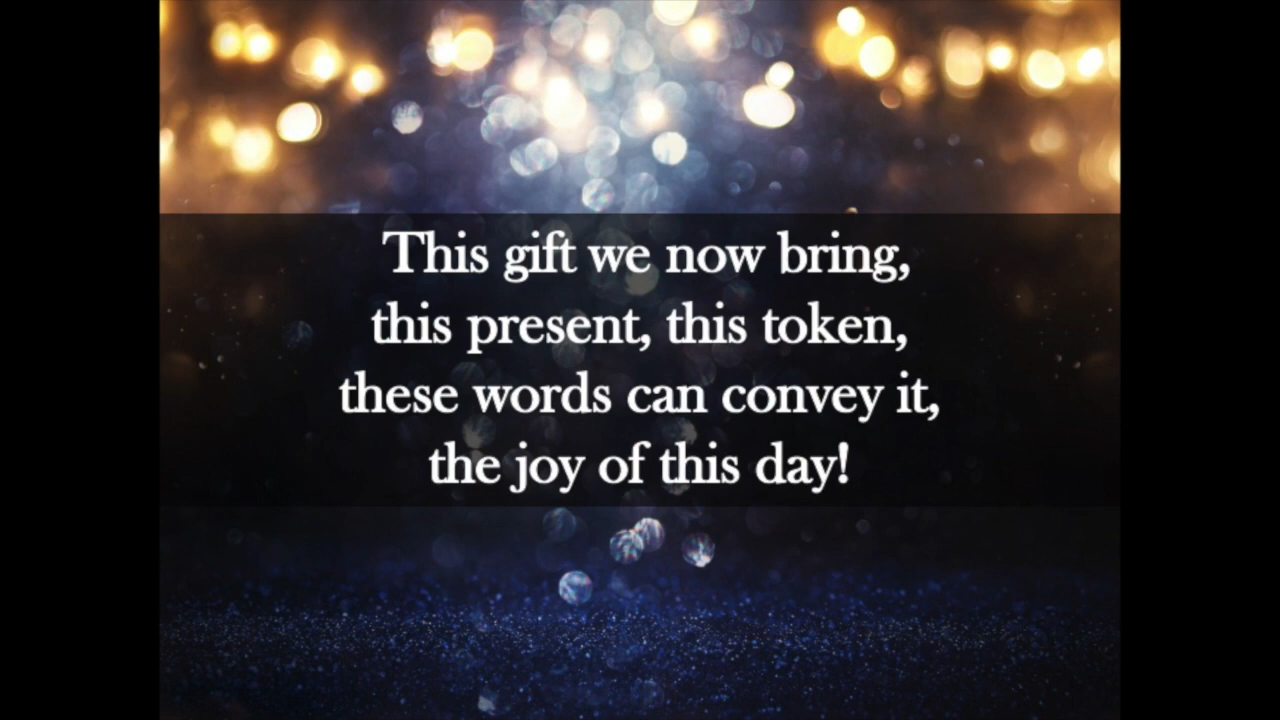 This gift we now bring,
this present, this token,
these words can convey it,
the joy of this day!